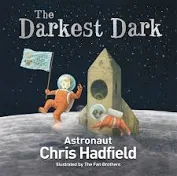 The
Darkest Dark
Astronaut
Chris Hadfield
Illustrated by The Fan Brothers